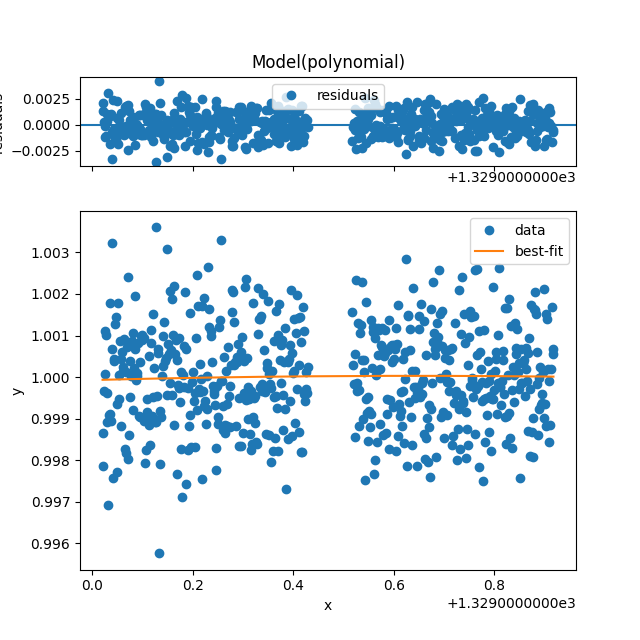 Model(polynomial)
0.0025
0.0000
−0.0025
residuals
+1.3290000000e3
1.003
1.002
1.001
1.000
0.999
0.998
0.997
0.996
y
data
best-fit
0.0
0.2
0.4
0.6
0.8
x
+1.3290000000e3